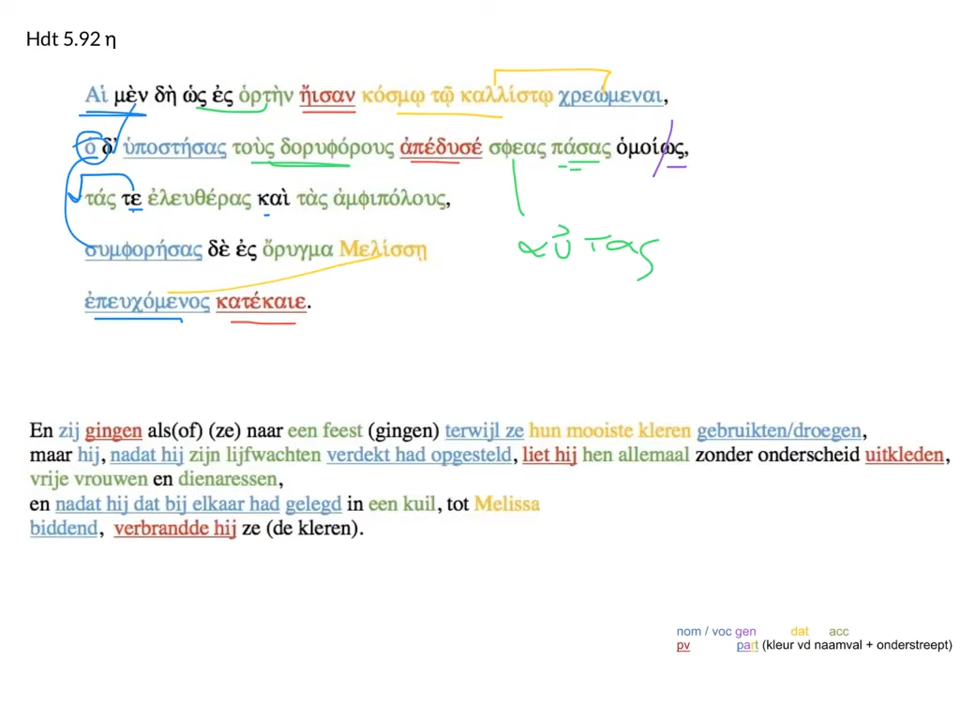 Hdt 5.92 η
Αἱ μὲν δὴ ὡς ἐς ὁρτὴν ἤισαν κόσμῳ τῷ καλλίστῳ χρεώμεναι,
ὁ δ’ ὑποστήσας τοὺς δορυφόρους ἀπέδυσέ σφεας πάσας ὁμοίως,
τάς τε ἐλευθέρας καὶ τὰς ἀμφιπόλους,
αὐτας
συμφορήσας δὲ ἐς ὄρυγμα Μελίσσῃ
ἐπευχόμενος κατέκαιε.
En zij gingen als(of) (ze) naar een feest (gingen) terwijl ze hun mooiste kleren gebruikten/droegen,
maar hij, nadat hij zijn lijfwachten verdekt had opgesteld, liet hij hen allemaal zonder onderscheid uitkleden,
vrije vrouwen en dienaressen,
en nadat hij dat bij elkaar had gelegd in een kuil, tot Melissa
biddend, verbrandde hij ze (de kleren).
nom / voc gen dat acc
pv part (kleur vd naamval + onderstreept)